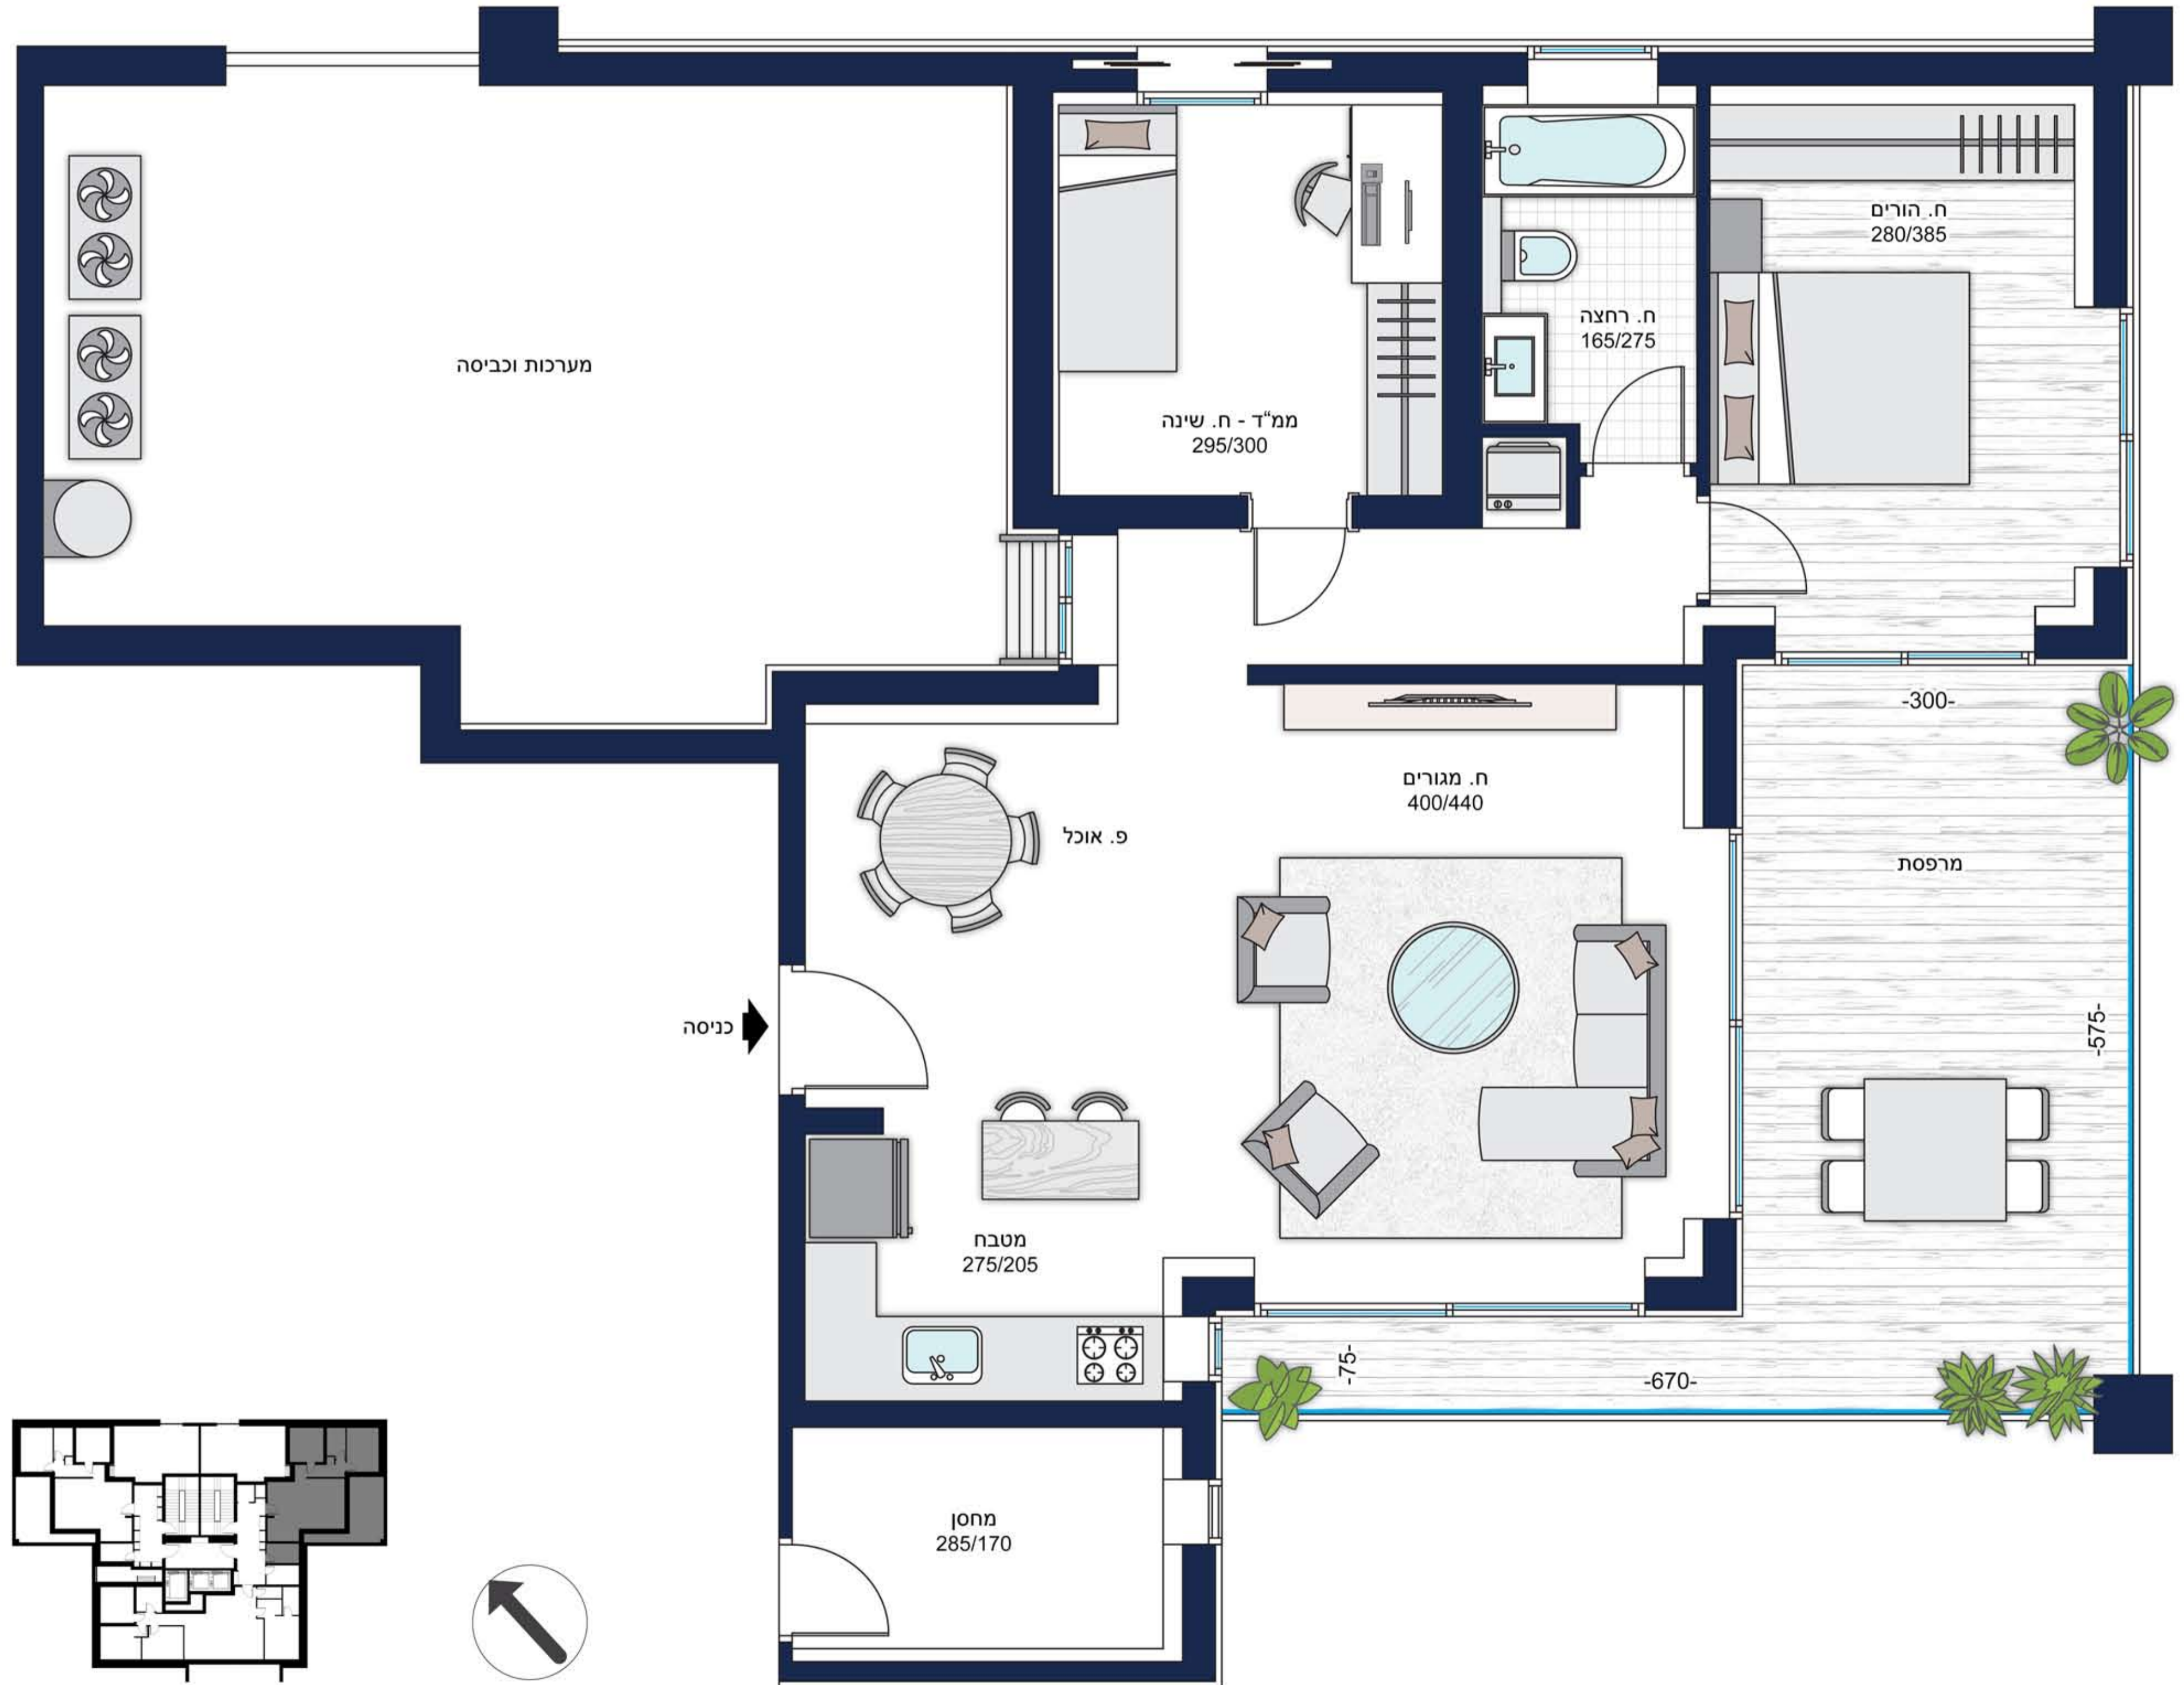 ח. הורים
280/385
ח. רחצה
165/275
מערכות וכביסה
ממ"ד - ח. שינה
295/300
-300-
ח. מגורים
400/440
פ. אוכל
מרפסת
כניסה
-575-
מטבח
275/205
-75-
-670-
מחסן
285/170